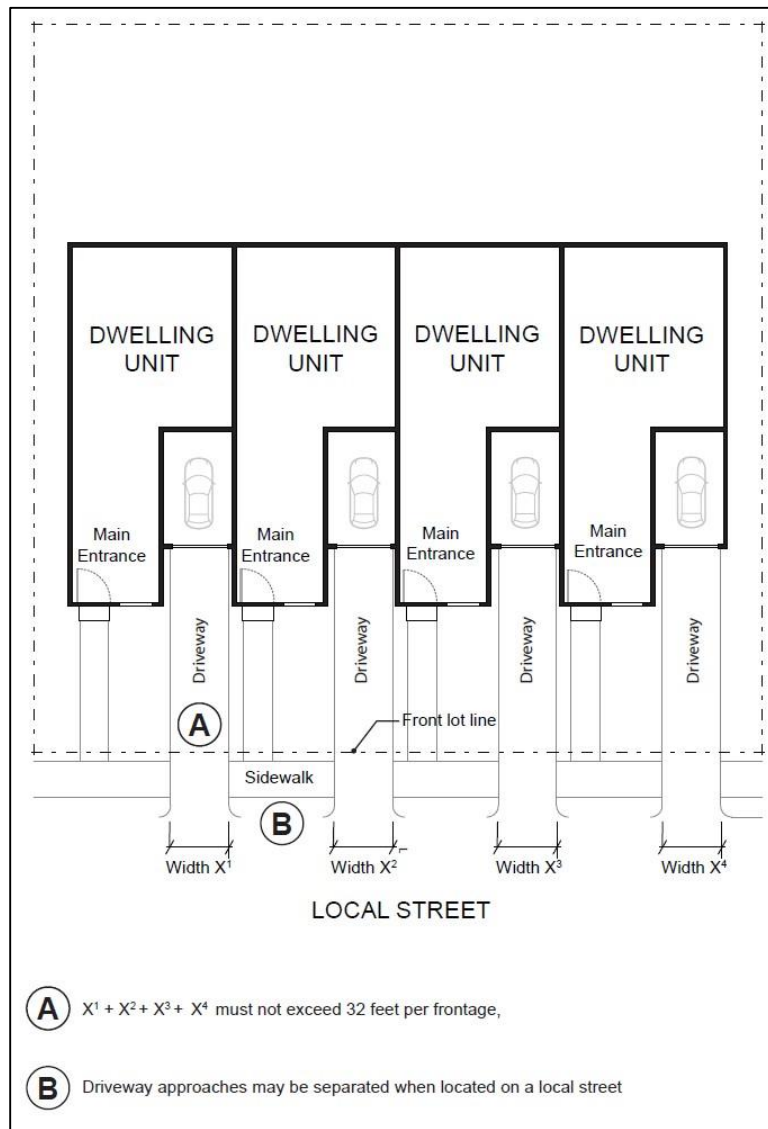 DWELLING
UNIT
DWELLING
UNIT
DWELLING
UNIT
DWELLING
UNIT
Main
Entrance
Main
Entrance
Main
Entrance
Main
Entrance
Driveway
Driveway
Driveway
Driveway
A
Front lot line
Sidewalk
B
Width X¹
Width X²
Width X³
Width X⁴
LOCAL STREET
A X¹ + X² + X³ + X⁴ must not exceed 32 feet per frontage,
B Driveway approaches may be separated when located on a local street